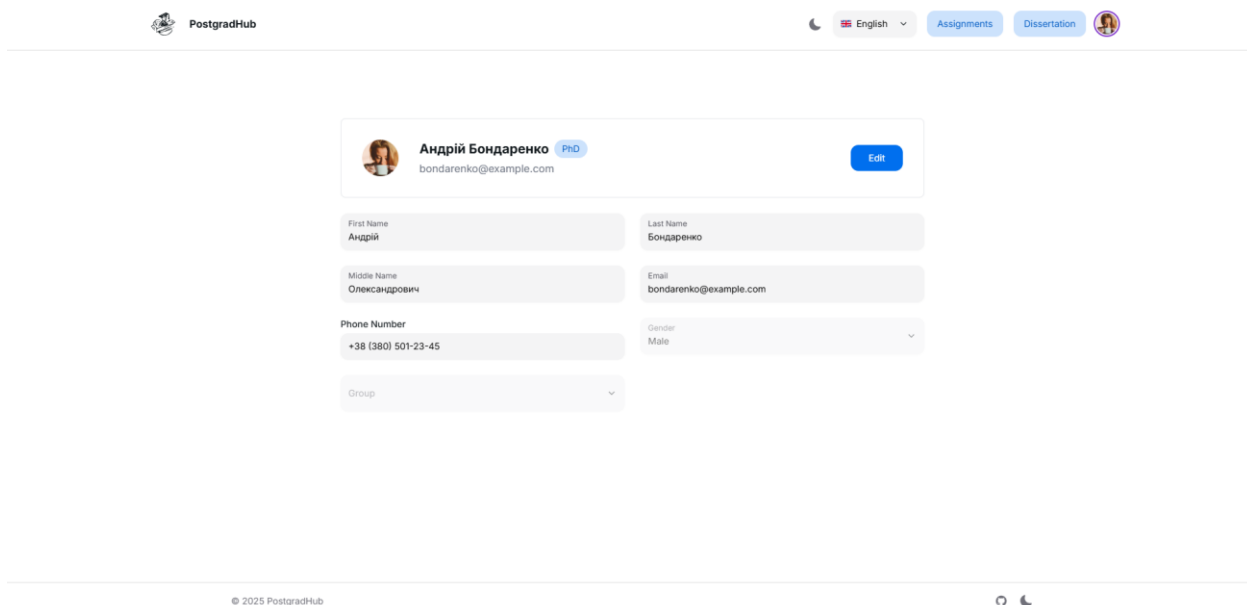 PostgradHub
English
Assignments
Dissertation
Андрій Бондаренко PhD
bondarenko@example.com
Edit
First Name
Андрій
Last Name
Бондаренко
Middle Name
Олександрович
Email
bondarenko@example.com
Phone Number
+38 (380) 501-23-45
Gender
Male
Group
© 2025 PostgradHub